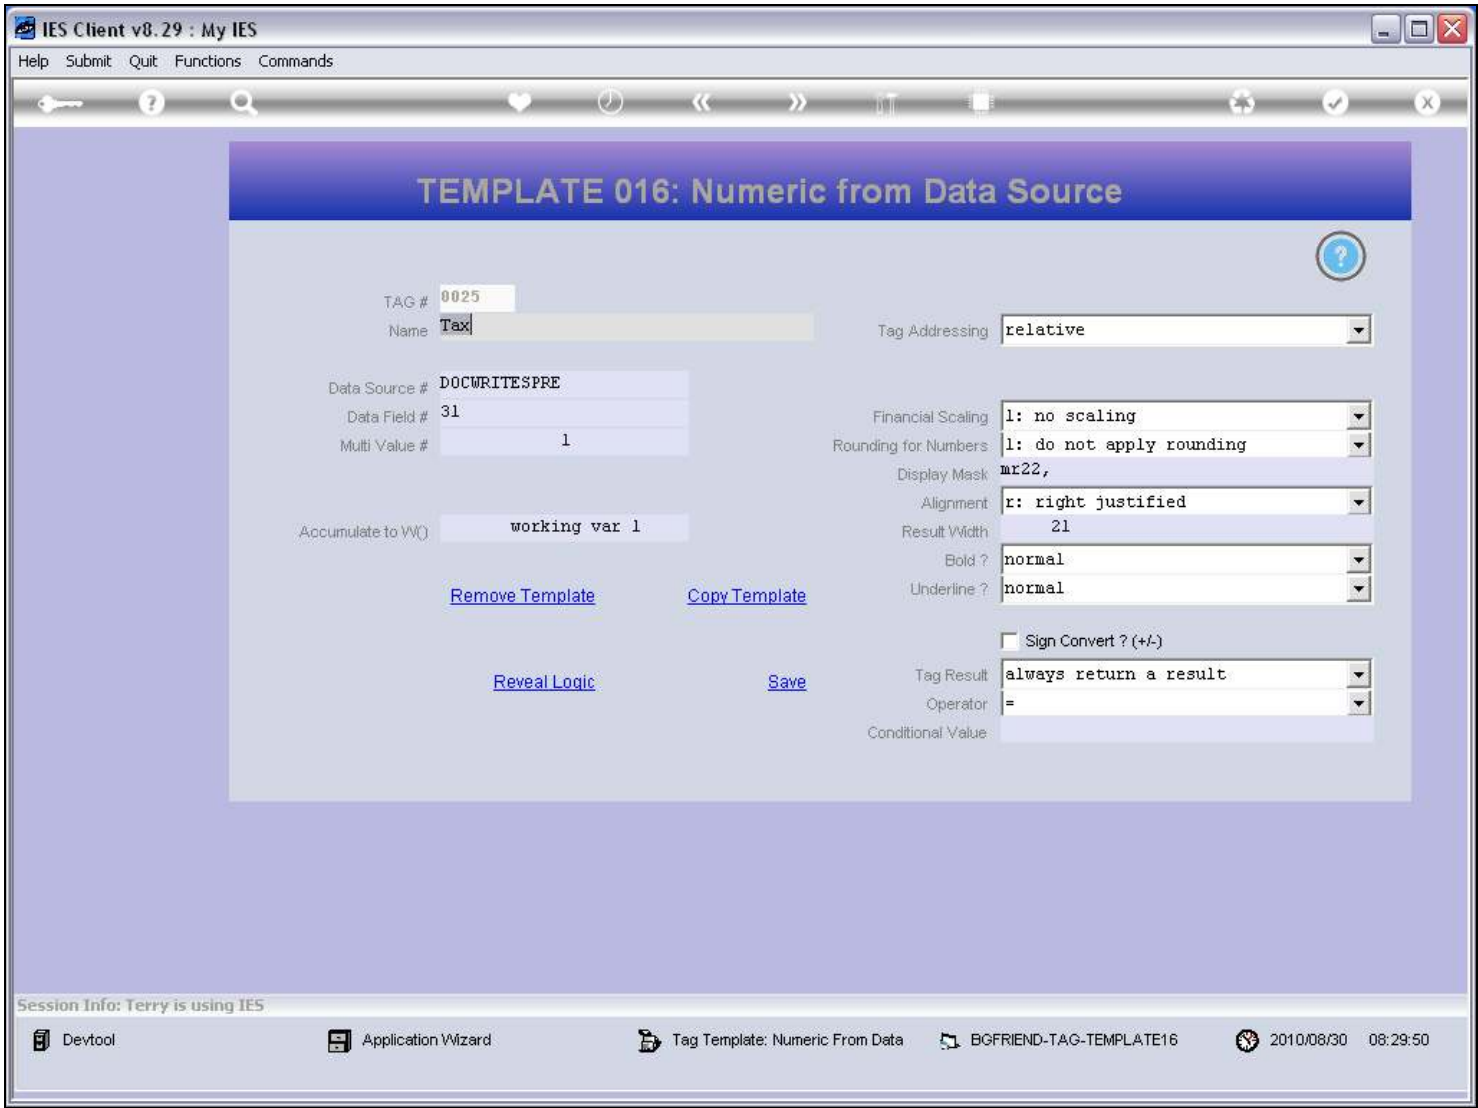 IES Client v8.29 : My IES
Help Submit Quit Functions Commands
TEMPLATE 016: Numeric from Data Source
TAG # 0025
Name Tax
Tag Addressing relative
Data Source # DOCWRITESPRE
Data Field # 31
Financial Scaling 1: no scaling
Multi Value # 1
Rounding for Numbers 1: do not apply rounding
Display Mask mr22,
Alignment r: right justified
Accumulate to W() working var 1
Result Width 21
Bold ? normal
Remove Template Copy Template
Underline ? normal
Sign Convert ? (+/-)
Reveal Logic Save
Tag Result always return a result
Operator =
Conditional Value
Session Info: Terry is using IES
Devtool Application Wizard Tag Template: Numeric From Data BGFRIEND-TAG-TEMPLATE16 2010/08/30 08:29:50